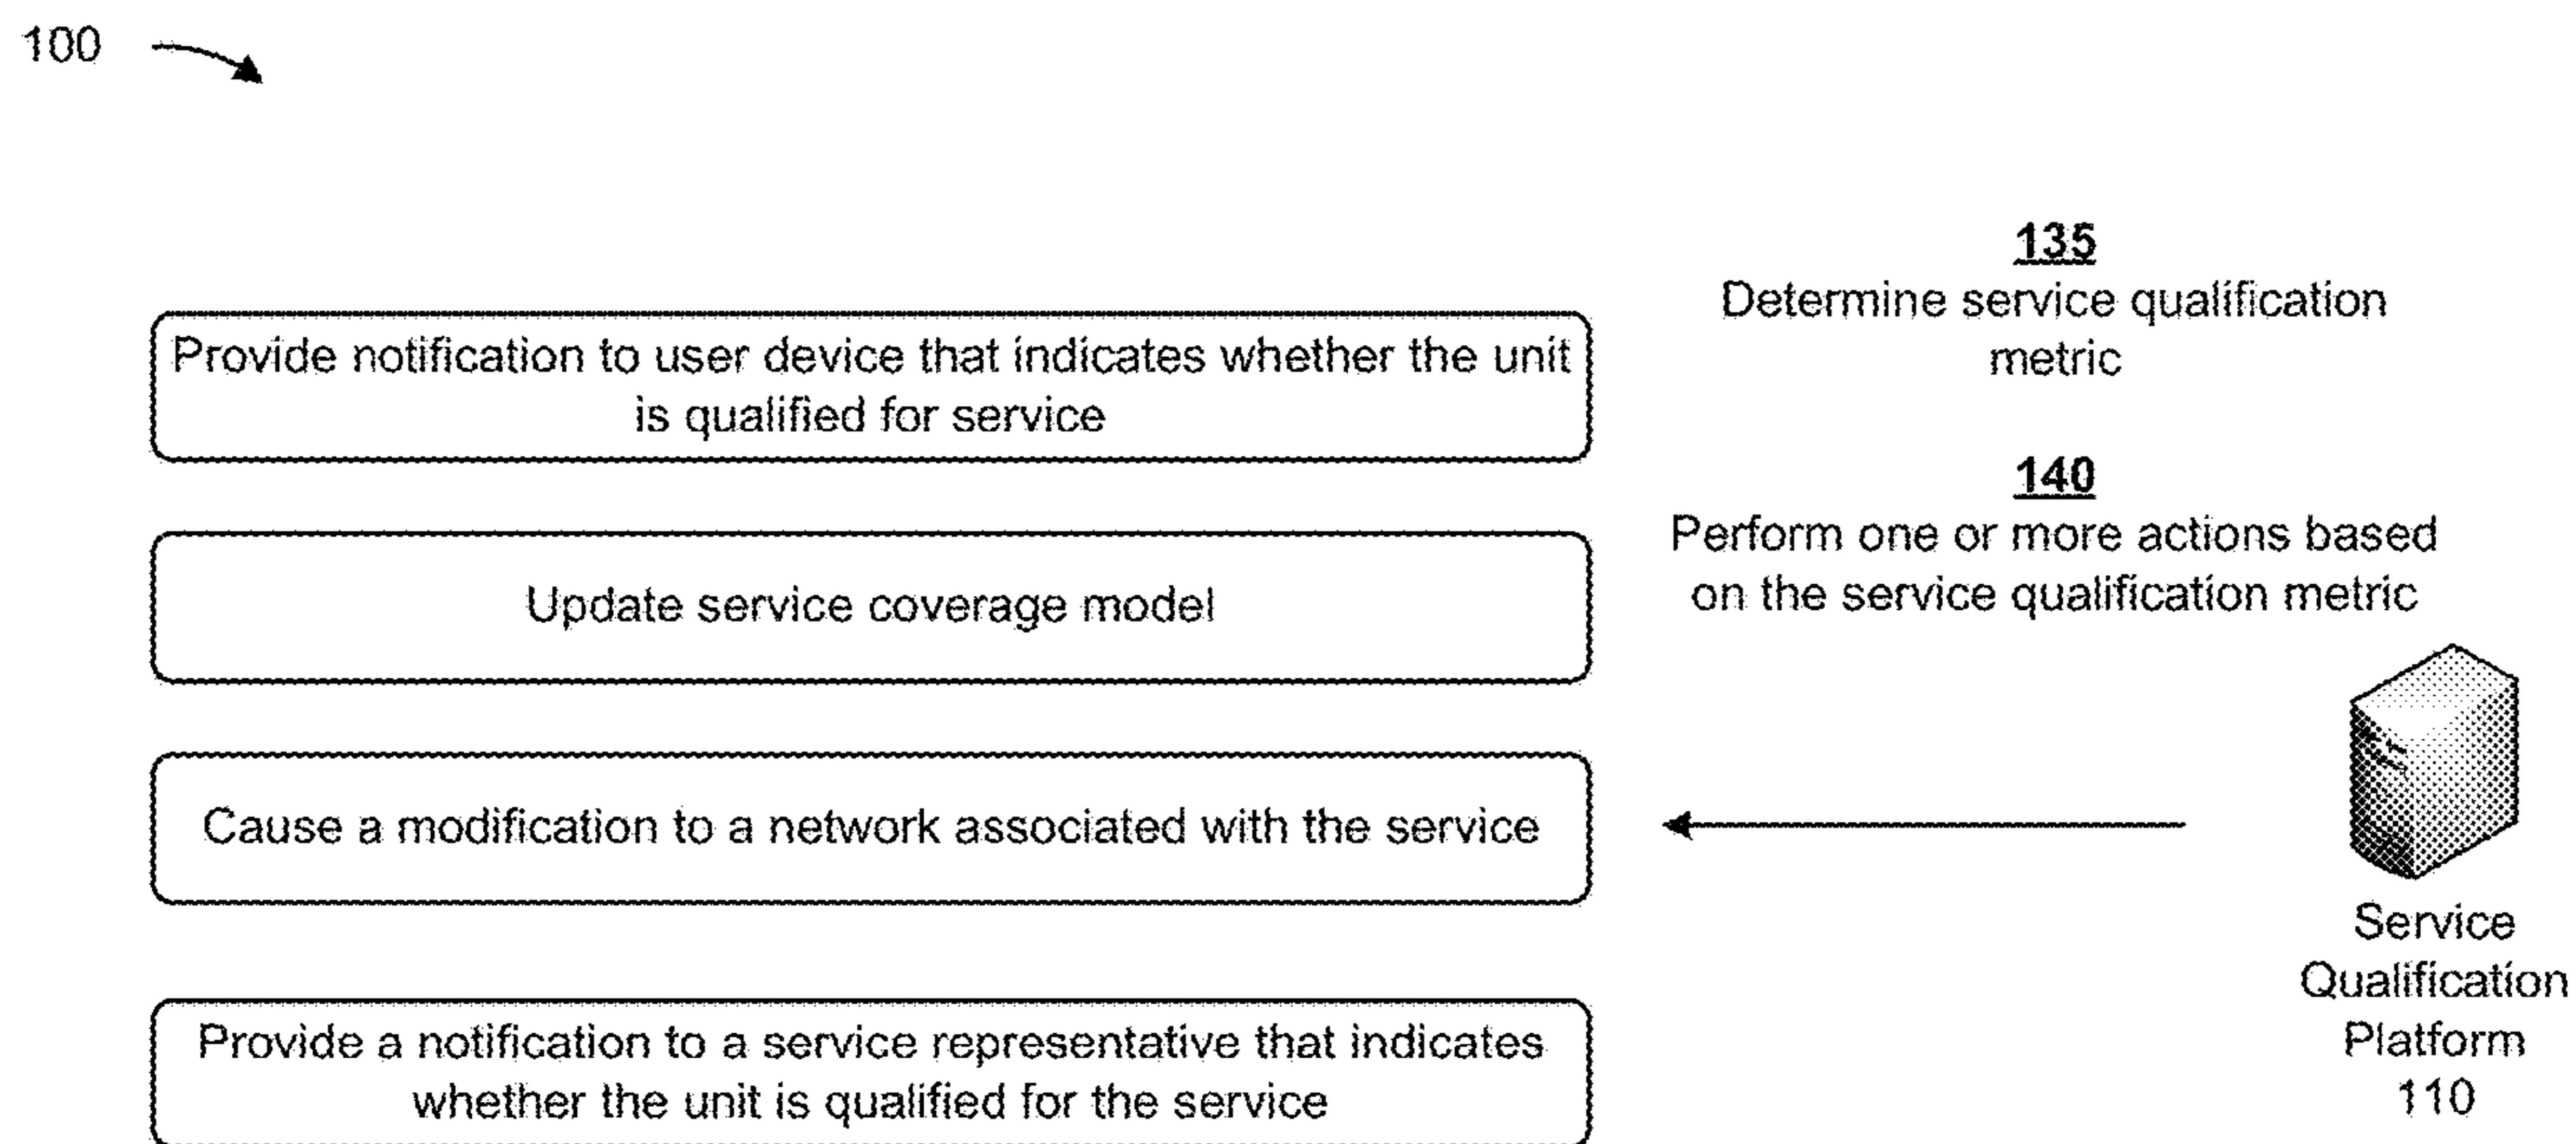 100
135
Determine service qualification
metric
Provide notification to user device that indicates whether the unit
is qualified for service
140
Perform one or more actions based
on the service qualification metric
Update service coverage model
Cause a modification to a network associated with the service
Service
Qualification
Platform
110
Provide a notification to a service representative that indicates
whether the unit is qualified for the service